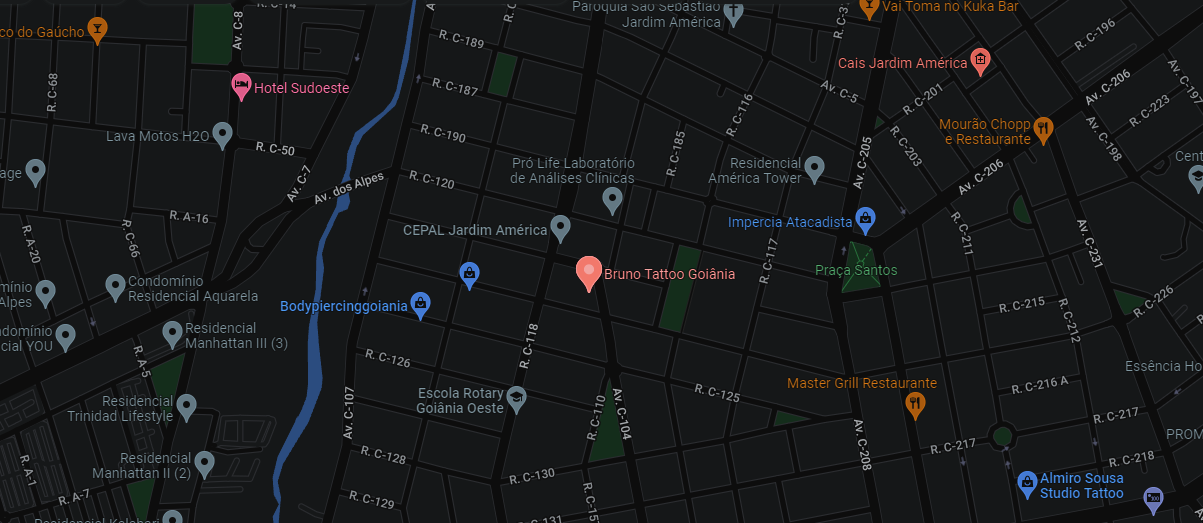 R. C-14
Paróquia São Sebastião
Jardim América
Vai Toma no Kuka Bar
co do Gaúcho
Av. C-8
R. C-189
R. C-196
Cais Jardim América
R. C-68
Hotel Sudoeste
R. C-187
Av. C-5
Av. C-206
Av. C-197
R. C-201
R. C-223
R. C-116
Lava Motos H2O
R. C-190
Mourão Chopp
e Restaurante
R. C-203
Av. C-198
R. C-50
R. C-185
Av. C-205
Pró Life Laboratório
de Análises Clínicas
Residencial
América Tower
Cent
age
Av. C-7
Av. dos Alpes
R. C-120
Av. C-206
R. A-16
CEPAL Jardim América
Impercia Atacadista
R. C-66
R. A-20
R. C-117
R. C-211
Av. C-231
Bruno Tattoo Goiânia
Praça Santos
mínio
Alpes
Condomínio
Residencial Aquarela
Bodypiercinggoiania
R. C-215
R. C-226
R. C-212
ndomínio
cial YOU
Residencial
Manhattan III (3)
R. C-118
R. C-126
R. A-5
Essência Ho
Master Grill Restaurante
R. C-216 A
Escola Rotary
Goiânia Oeste
R. C-125
Residencial
Trinidad Lifestyle
Av. C-107
R. C-110
Av. C-104
R. C-217
Av. C-208
R. C-217
PROM
R. C-128
R. C-218
Residencial
Manhattan II (2)
R. A-1
R. C-130
Almiro Sousa
Studio Tattoo
R. A-7
R. C-129
R. C-15
R. C-131